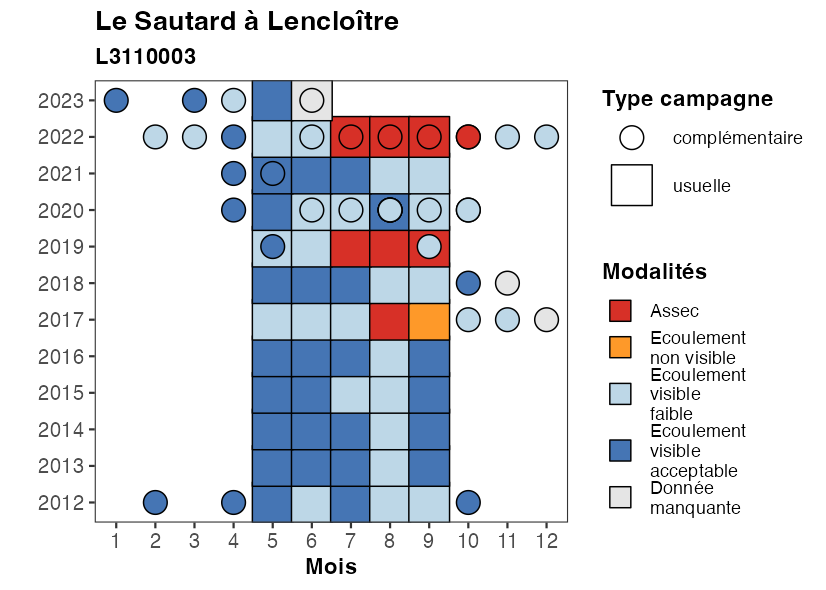 Le Sautard à Lencloître
L3110003
2023
2022
2021
2020
2019
2018
2017
2016
2015
2014
2013
2012
1 2 3 4 5 6 7 8 9 10 11 12
Mois
Type campagne
complémentaire
usuelle
Modalités
Assec
Ecoulement
non visible
Ecoulement
visible
faible
Ecoulement
visible
acceptable
Donnée
manquante